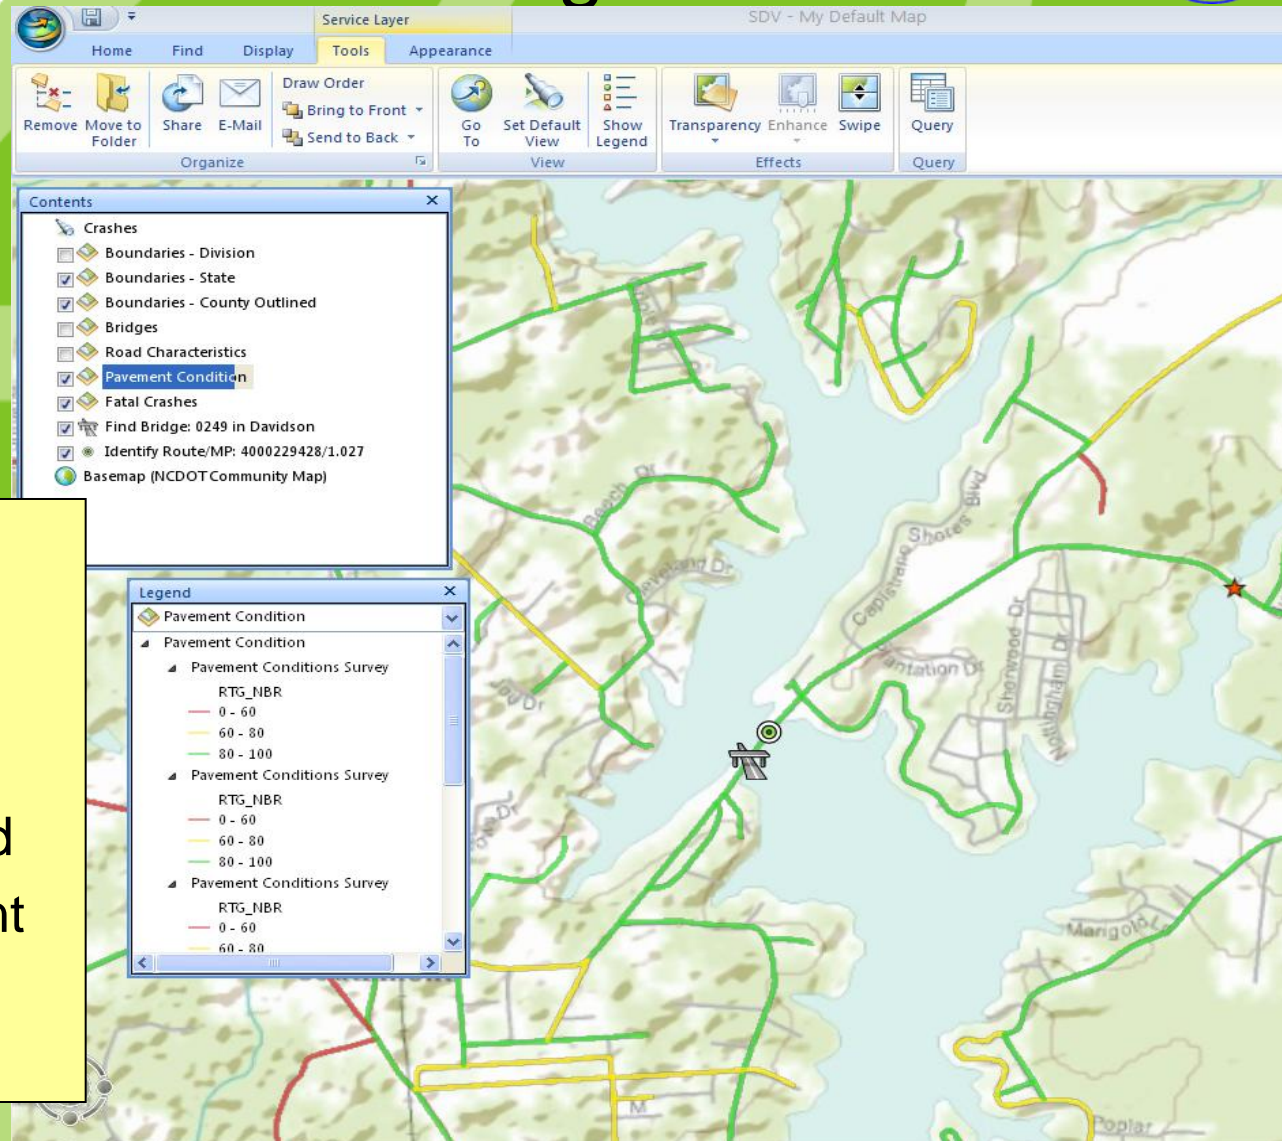 SDV - My Default Map
Service Layer
Home Find Display Tools Appearance
Remove
Move to Folder
Share
E-Mail
Draw Order
Bring to Front
Send to Back
Organize
Go To
Set Default View
Show Legend
View
Transparency
Enhance
Swipe
Effects
Query
Query
Contents
Crashes
Boundaries - Division
Boundaries - State
Boundaries - County Outlined
Bridges
Road Characteristics
Pavement Condition
Fatal Crashes
Find Bridge: 0249 in Davidson
Identify Route/MP: 4000229428/1.027
Basemap (NCDOT Community Map)
Legend
Pavement Condition
Pavement Condition
Pavement Conditions Survey
RTG_NBR
0 - 60
60 - 80
80 - 100
Pavement Conditions Survey
RTG_NBR
0 - 60
60 - 80
80 - 100
Pavement Conditions Survey
RTG_NBR
0 - 60
60 - 80
Beech Dr
Cleveland Dr
Capistrano Shores Blvd
Sherwood Dr
Nottingham Dr
Marigold L
Poplar
M